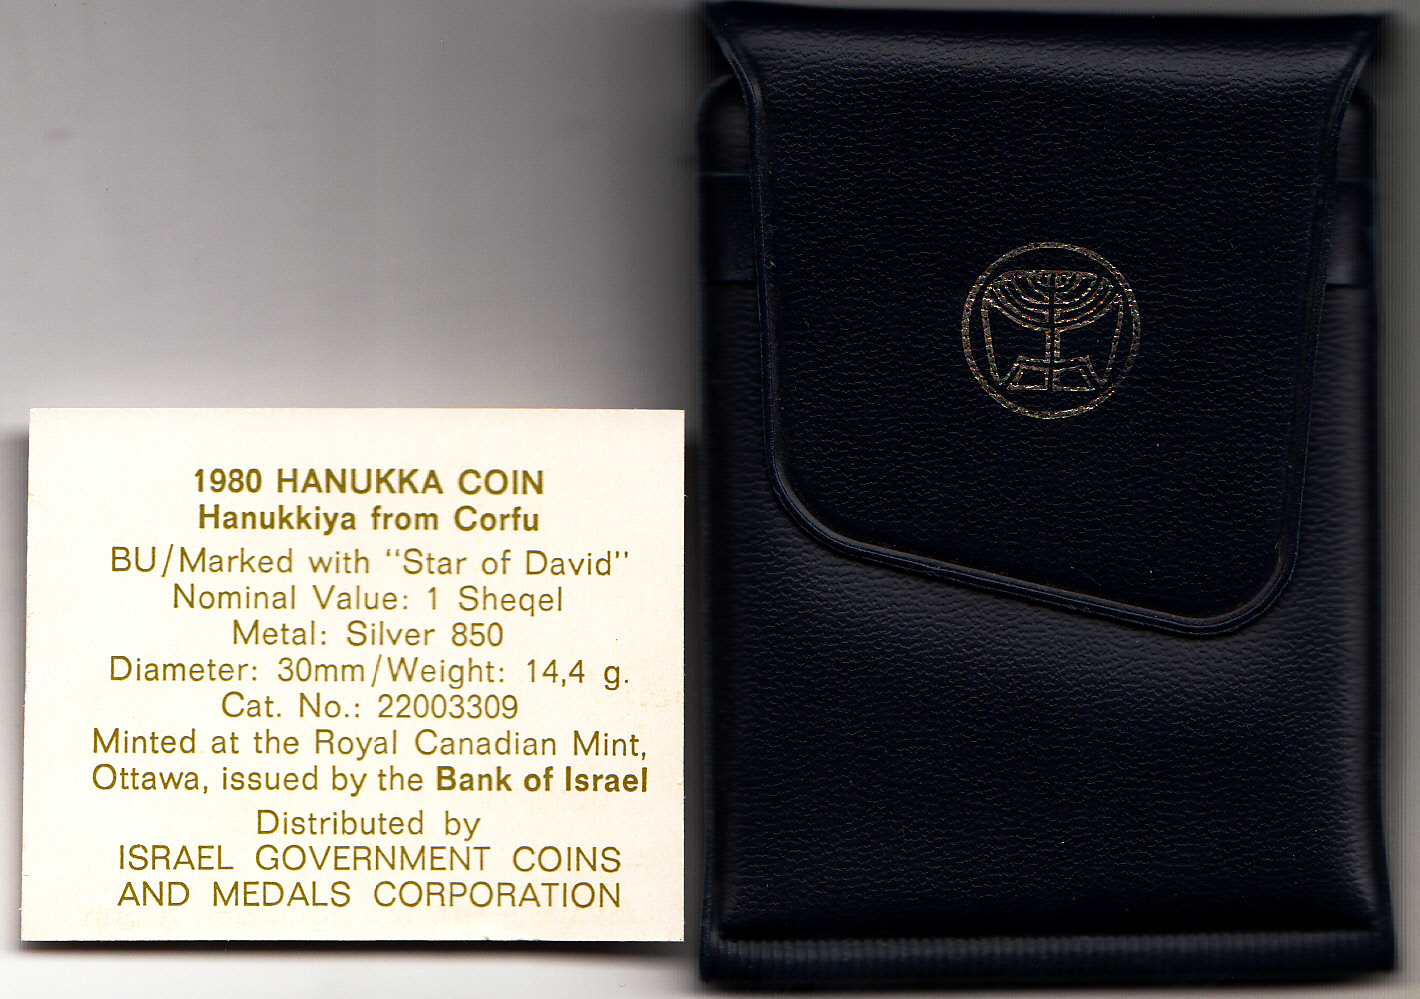 1980 HANUKKA COIN
Hanukkiya from Corfu
BU/Marked with "Star of David"
Nominal Value: 1 Sheqel
Metal: Silver 850
Diameter: 30mm/Weight: 14,4 g.
Cat. No.: 22003309
Minted at the Royal Canadian Mint,
Ottawa, issued by the Bank of Israel
Distributed by
ISRAEL GOVERNMENT COINS
AND MEDALS CORPORATION